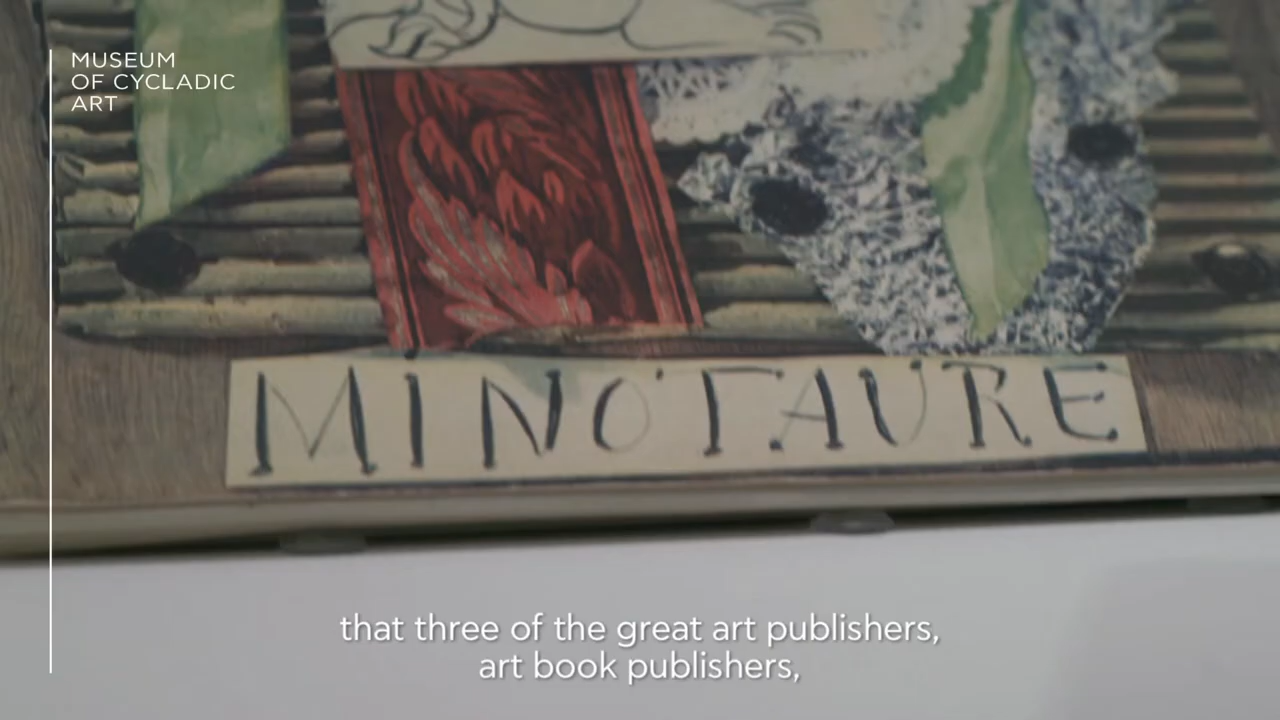 MUSEUM
OF CYCLADIC
ART
MINOTAURE
that three of the great art publishers,
art book publishers,